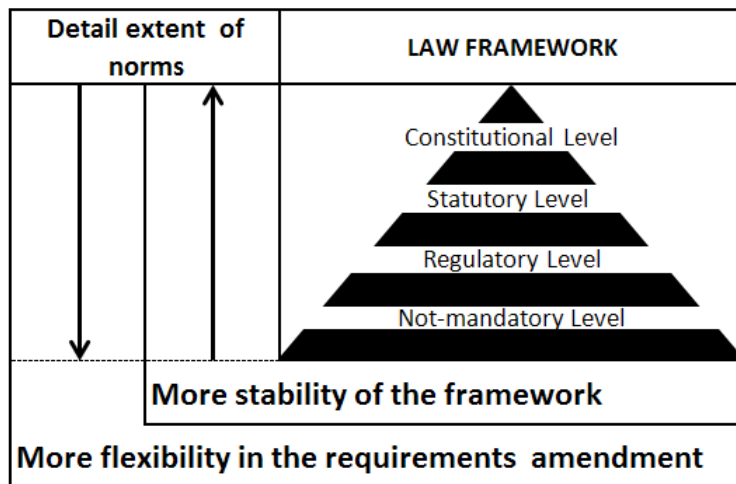 Detail extent of
norms
LAW FRAMEWORK
Constitutional Level
Statutory Level
Regulatory Level
Not-mandatory Level
More stability of the framework
More flexibility in the requirements amendment